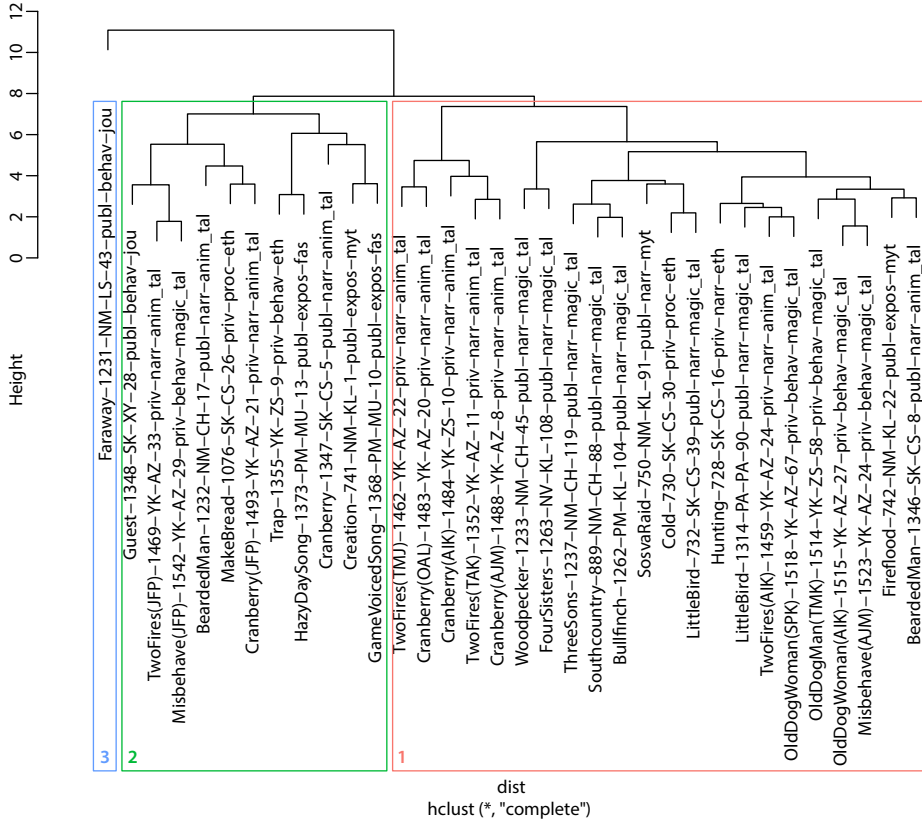 12
10
8
6
4
2
0
Height
Faraway–1231–NM–LS–43–publ–behav–jou
Guest–1348–SK–XY–28–publ–behav–jou
TwoFires(JFP)–1469–YK–AZ–33–priv–narr–anim_tal
Misbehave(JFP)–1542–YK–AZ–29–priv–behav–magic_tal
BeardedMan–1232–NM–CH–17–publ–narr–anim_tal
MakeBread–1076–SK–CS–26–priv–proc–eth
Cranberry(JFP)–1493–YK–AZ–21–priv–narr–anim_tal
Trap–1355–YK–ZS–9–priv–behav–eth
HazyDaySong–1373–PM–MU–13–publ–expos–fas
Cranberry–1347–SK–CS–5–publ–narr–anim_tal
Creation–741–NM–KL–1–publ–expos–myt
GameVoicedSong–1368–PM–MU–10–publ–expos–fas
TwoFires(TMJ)–1462–YK–AZ–22–priv–narr–anim_tal
Cranberry(OAL)–1483–YK–AZ–20–priv–narr–anim_tal
Cranberry(AIK)–1484–YK–ZS–10–priv–narr–anim_tal
TwoFires(TAK)–1352–YK–AZ–11–priv–narr–anim_tal
Cranberry(AJM)–1488–YK–AZ–8–priv–narr–anim_tal
Woodpecker–1233–NM–CH–45–publ–narr–magic_tal
FourSisters–1263–NV–KL–108–publ–narr–magic_tal
ThreeSons–1237–NM–CH–119–publ–narr–magic_tal
Southcountry–889–NM–CH–88–publ–narr–magic_tal
Bullfinch–1262–PM–KL–104–publ–narr–magic_tal
SosvaRaid–750–NM–KL–91–publ–narr–myt
Cold–730–SK–CS–30–priv–proc–eth
LittleBird–732–SK–CS–39–publ–narr–magic_tal
Hunting–728–SK–CS–16–priv–narr–eth
LittleBird–1314–PA–PA–90–publ–narr–magic_tal
TwoFires(AIK)–1459–YK–AZ–24–priv–narr–anim_tal
OldDogWoman(SPK)–1518–YK–AZ–67–priv–behav–magic_tal
OldDogMan(TMK)–1514–YK–ZS–58–priv–behav–magic_tal
OldDogWoman(AIK)–1515–YK–AZ–27–priv–behav–magic_tal
Misbehave(AJM)–1523–YK–AZ–24–priv–behav–magic_tal
Fireflood–742–NM–KL–22–publ–expos–myt
BeardedMan–1346–SK–CS–8–publ–narr–anim_tal
3
2
1
dist
hclust (*, "complete")